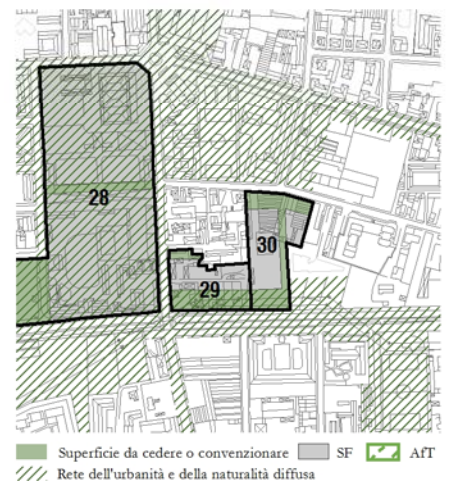 28
30
29
Superficie da cedere o convenzionare SF AfT
Rete dell'urbanità e della naturalità diffusa